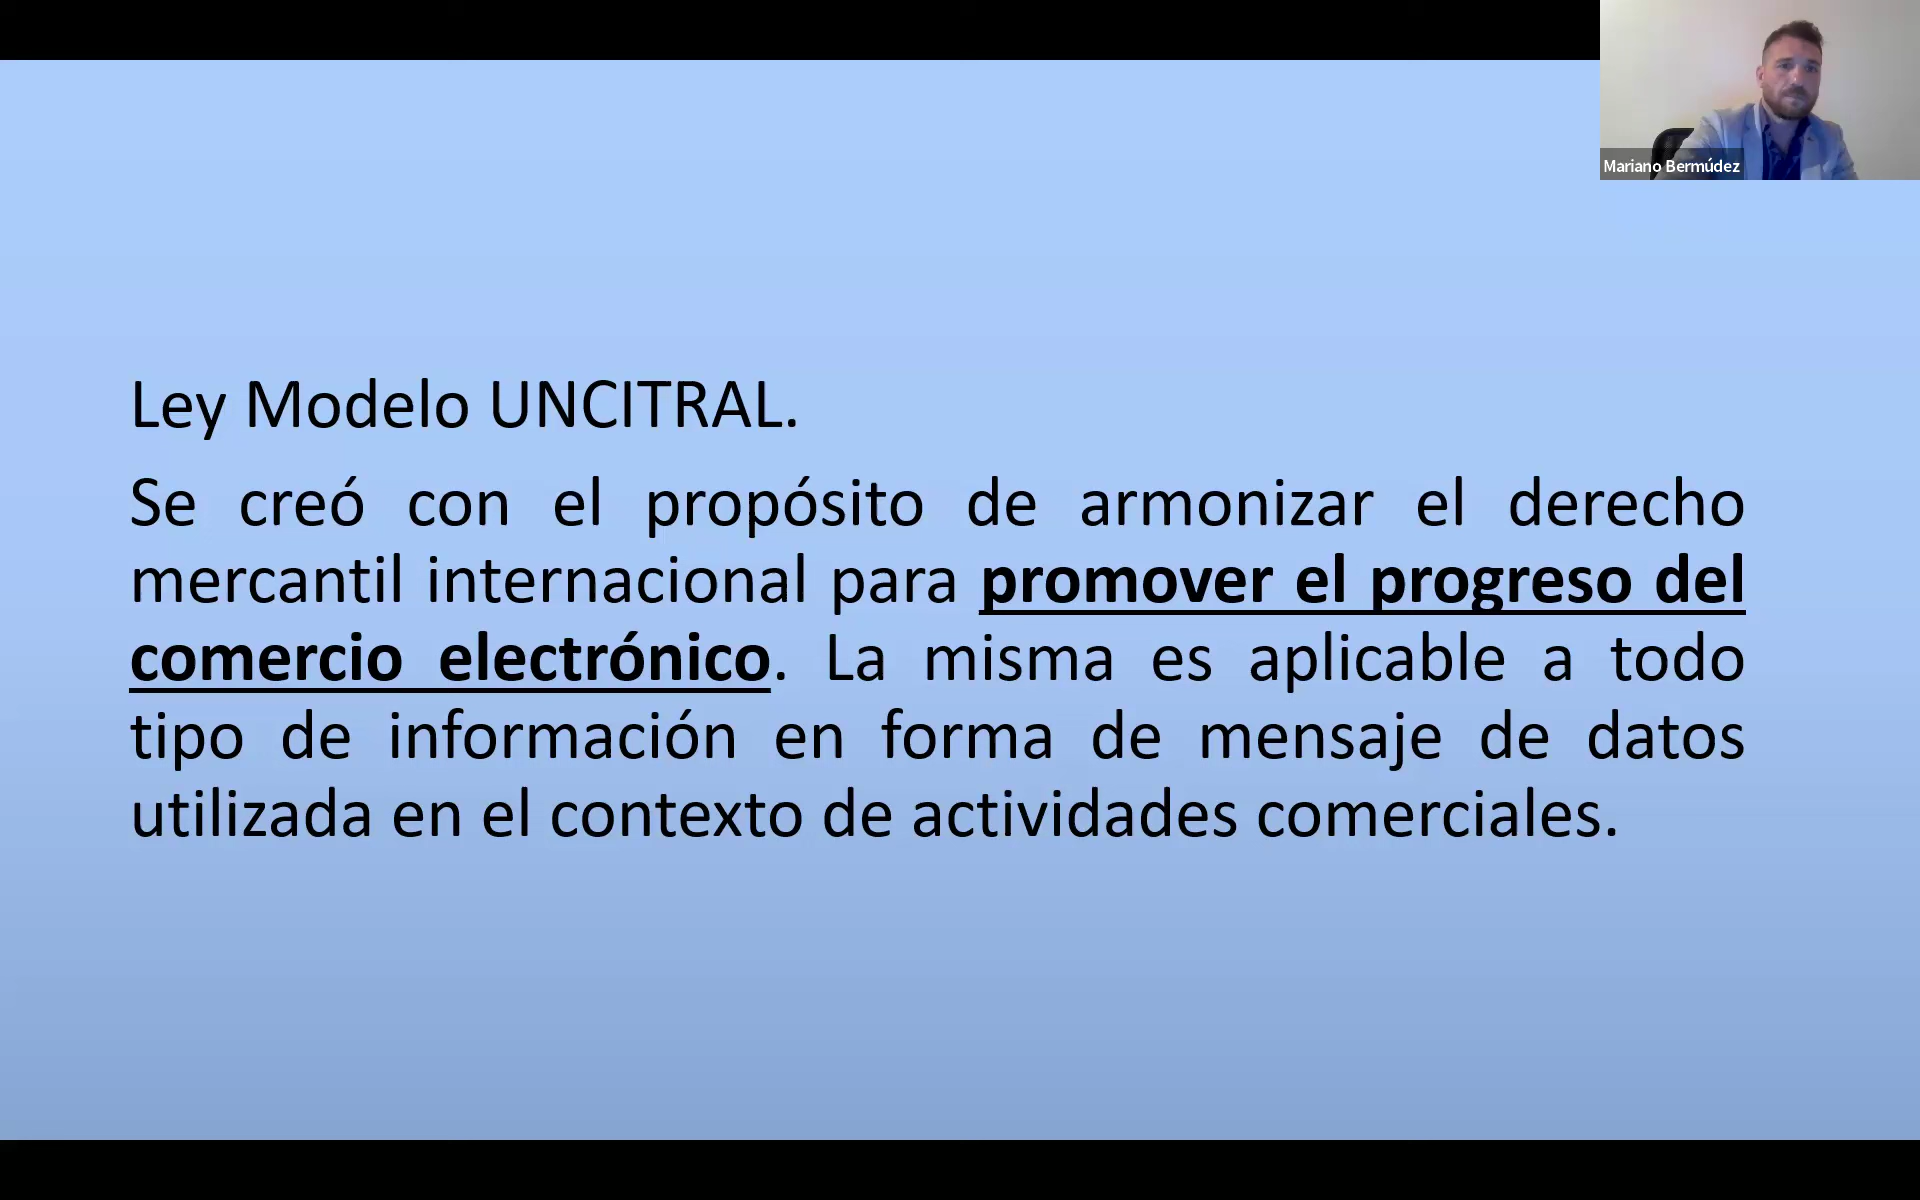 Mariano Bermúdez
Ley Modelo UNCITRAL.
Se creó con el propósito de armonizar el derecho
mercantil internacional para promover el progreso del
comercio electrónico. La misma es aplicable a todo
tipo de información en forma de mensaje de datos
utilizada en el contexto de actividades comerciales.